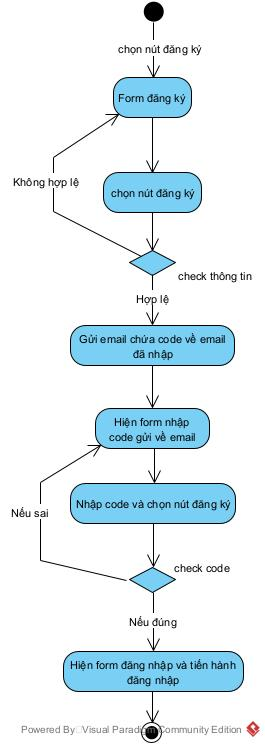 chọn nút đăng ký
Form đăng ký
Không hợp lệ
chọn nút đăng ký
check thông tin
Hợp lệ
Gửi email chứa code về email
đã nhập
Hiện form nhập
code gửi về email
Nếu sai
Nhập code và chọn nút đăng ký
check code
Nếu đúng
Hiện form đăng nhập và tiến hành
đăng nhập
Powered By Visual Paradigm Community Edition